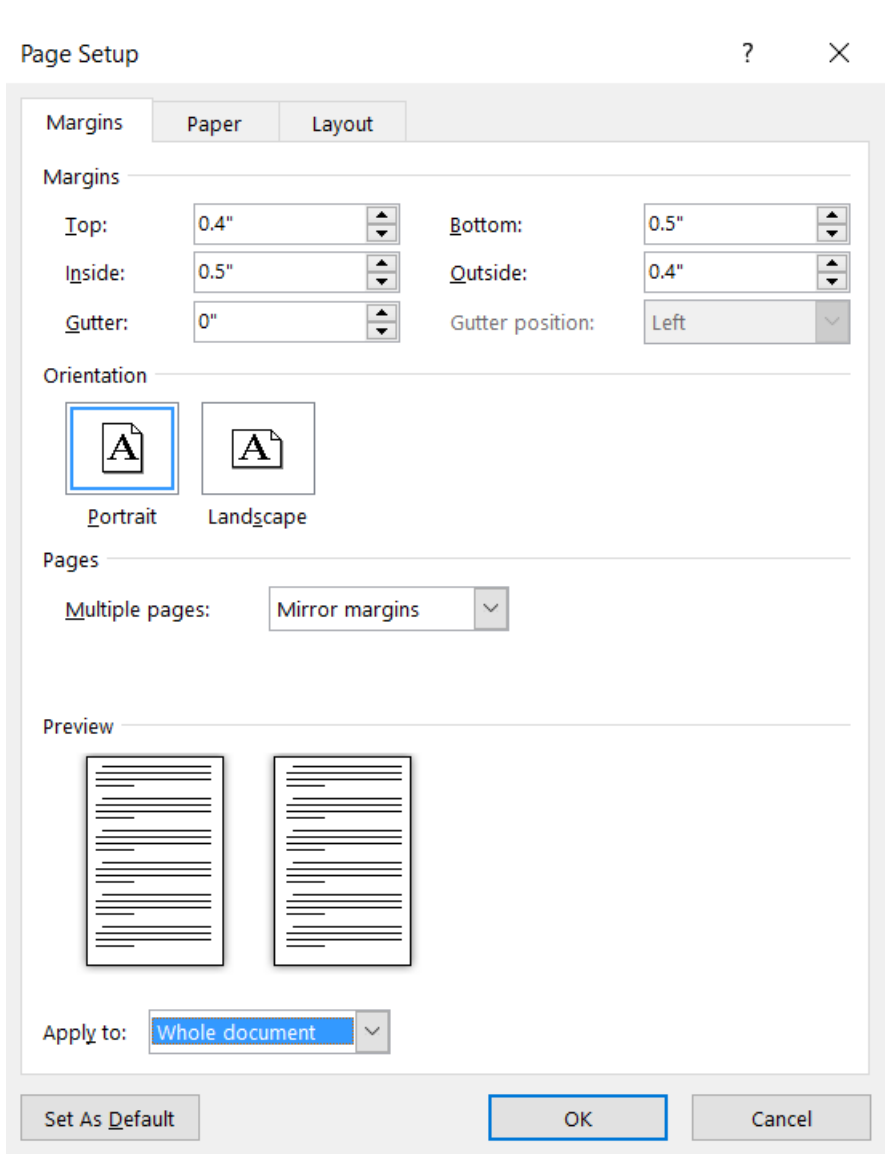 Page Setup ? ×
Margins Paper Layout
Margins
Top: 0.4" Bottom: 0.5"
Inside: 0.5" Outside: 0.4"
Gutter: 0" Gutter position: Left
Orientation
A A
Portrait Landscape
Pages
Multiple pages: Mirror margins
Preview
Apply to: Whole document
Set As Default OK Cancel